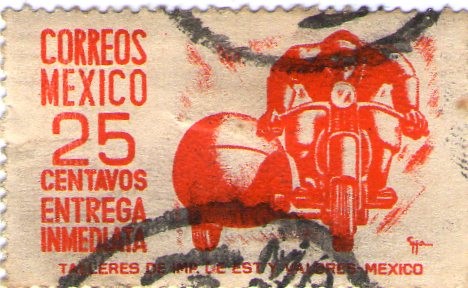 CORREOS
MEXICO
25
CENTAVOS
ENTREGA
INMEDIATA
TALLERES DE IMP. DE EST. Y VALORES-MEXICO